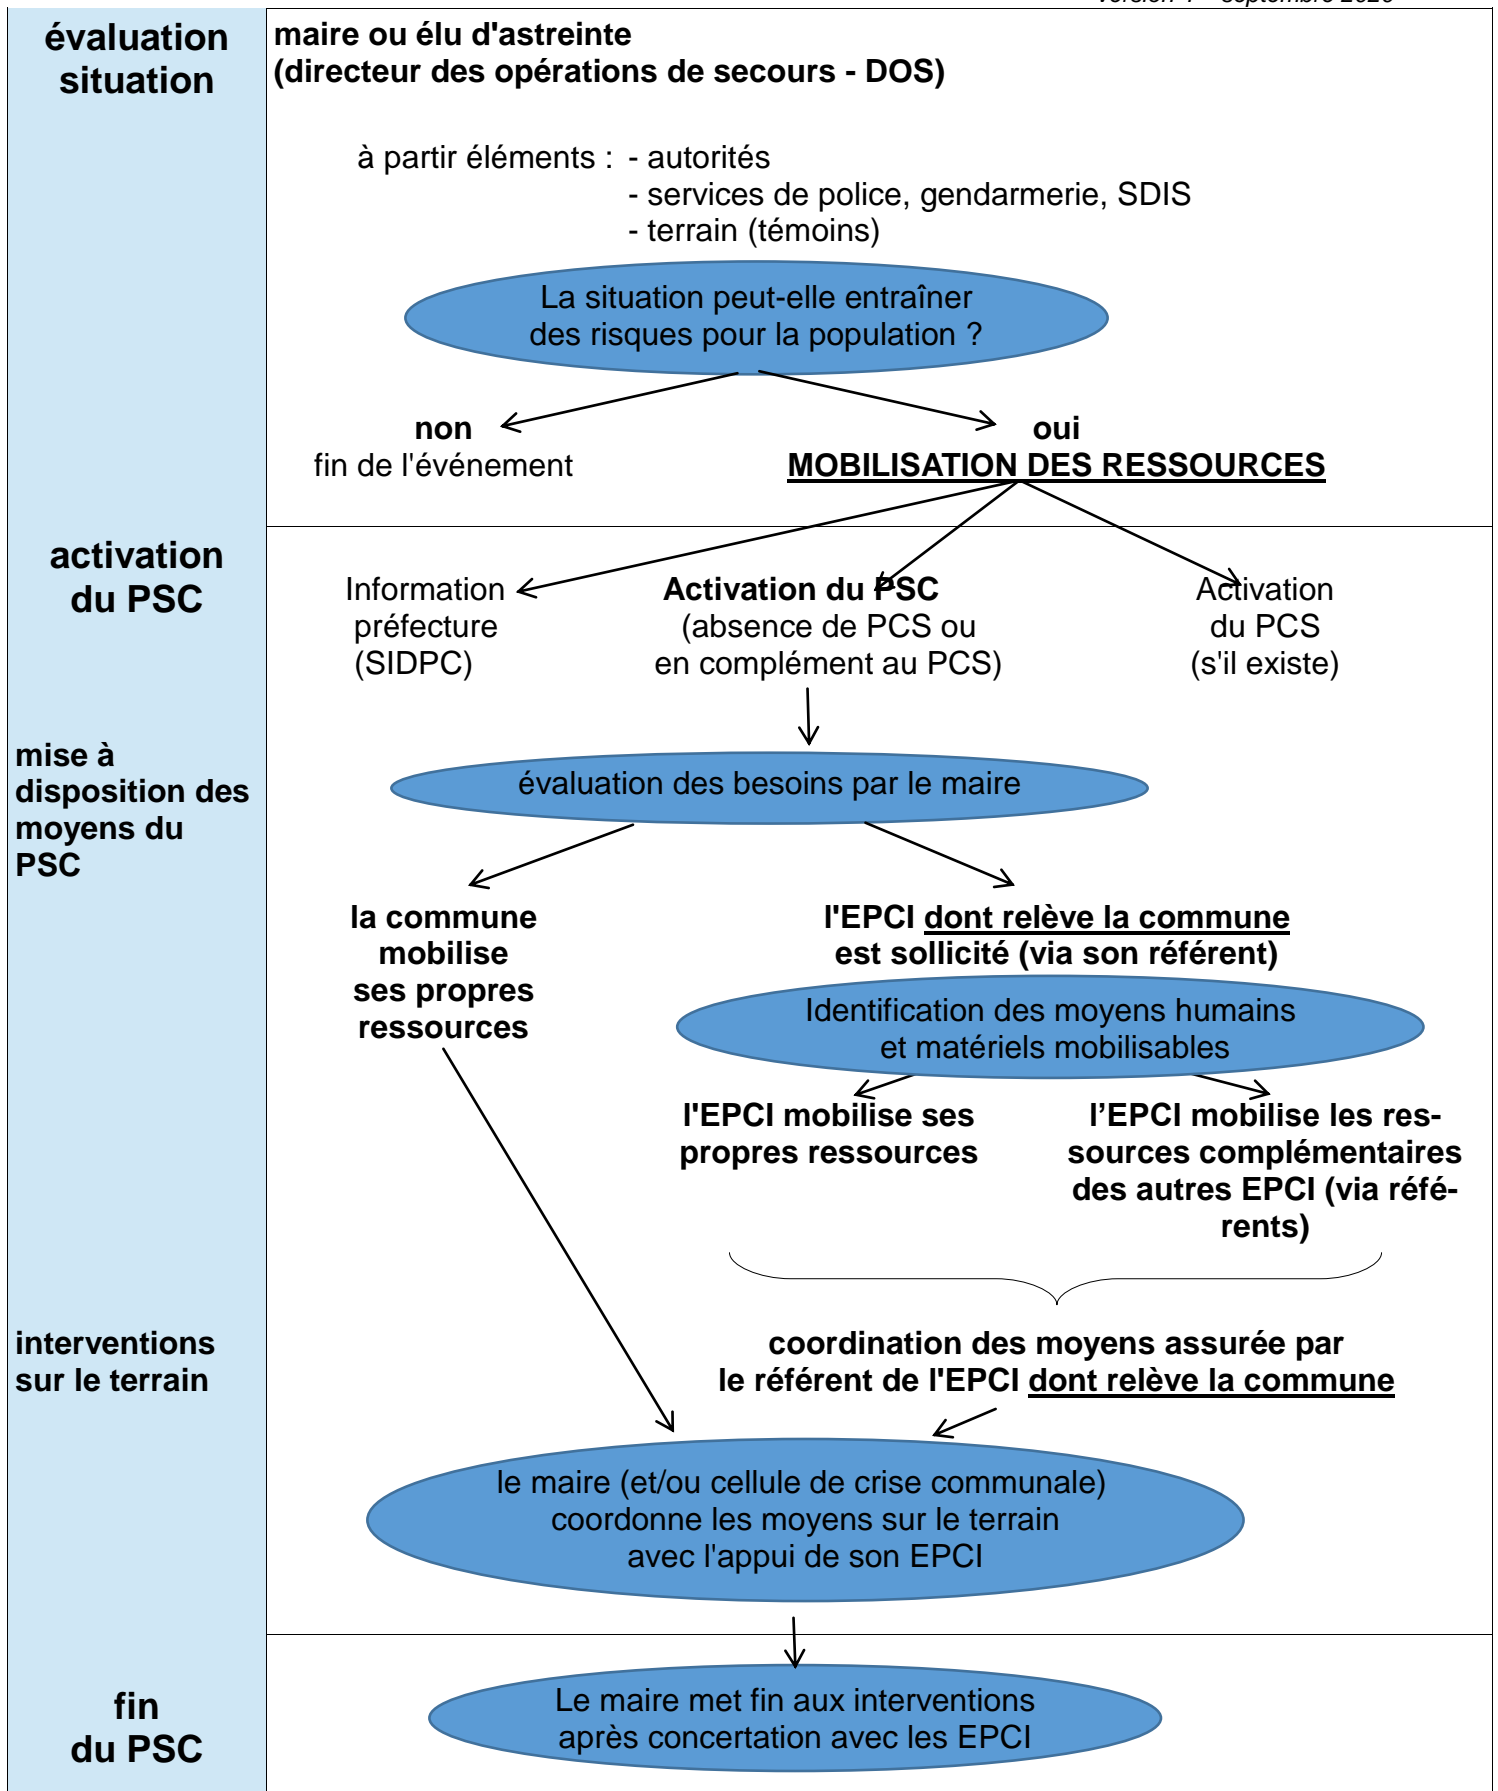 évaluation
situation
maire ou élu d'astreinte
(directeur des opérations de secours - DOS)
à partir éléments : - autorités
- services de police, gendarmerie, SDIS
- terrain (témoins)
La situation peut-elle entraîner
des risques pour la population ?
non
fin de l'événement
oui
MOBILISATION DES RESSOURCES
activation
du PSC
Information
préfecture
(SIDPC)
Activation du PSC
(absence de PCS ou
en complément au PCS)
Activation
du PCS
(s'il existe)
mise à
disposition des
moyens du
PSC
évaluation des besoins par le maire
la commune
mobilise
ses propres
ressources
l'EPCI dont relève la commune
est sollicité (via son référent)
Identification des moyens humains
et matériels mobilisables
l'EPCI mobilise ses
propres ressources
l’EPCI mobilise les res-
sources complémentaires
des autres EPCI (via réfé-
rents)
interventions
sur le terrain
coordination des moyens assurée par
le référent de l'EPCI dont relève la commune
le maire (et/ou cellule de crise communale)
coordonne les moyens sur le terrain
avec l'appui de son EPCI
fin
du PSC
Le maire met fin aux interventions
après concertation avec les EPCI